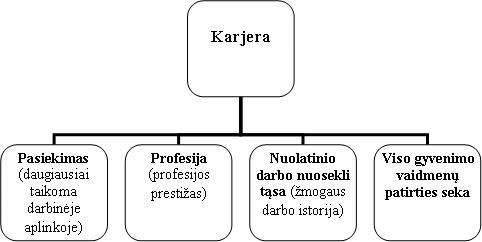 Karjera
Pasiekimas
(daugiausiai
taikoma
darbinėje
aplinkoje)
Profesija
(profesijos
prestižas)
Nuolatinio
darbo nuosekli
tąsa (žmogaus
darbo istorija)
Viso gyvenimo
vaidmenų
patirties seka